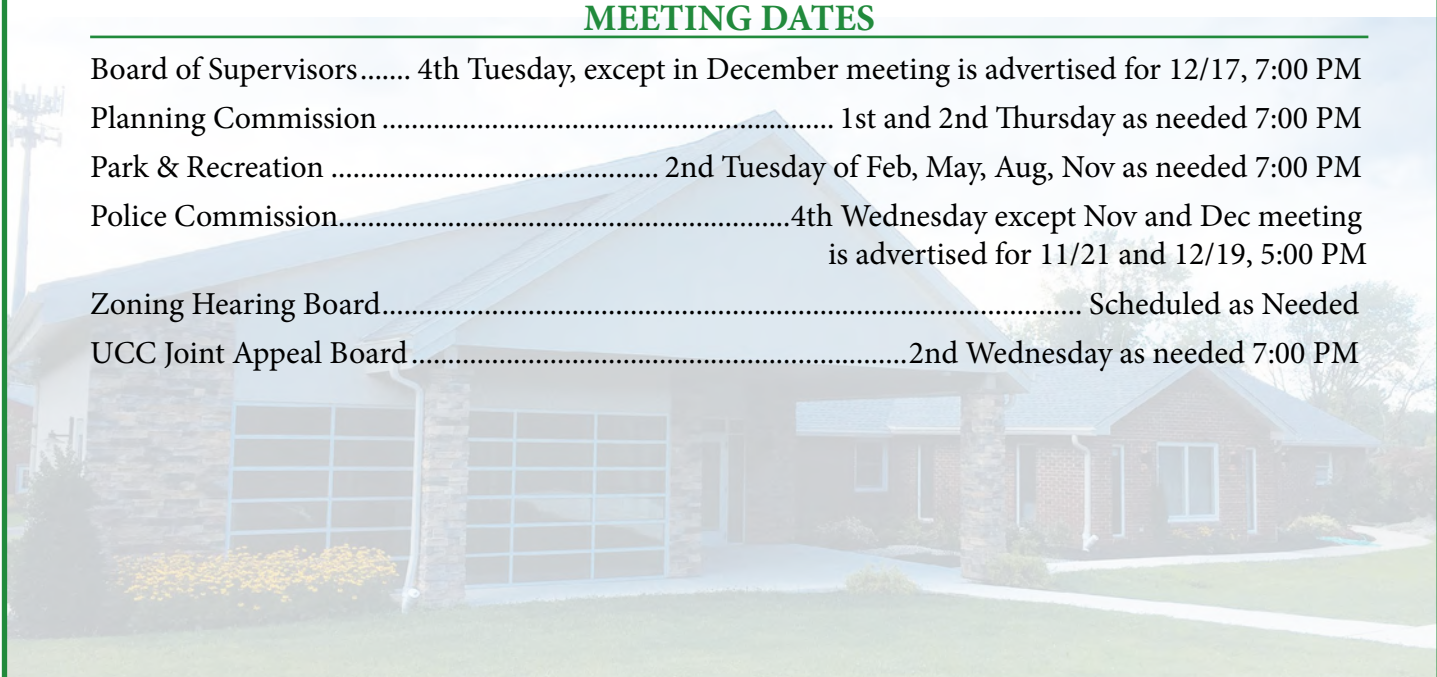 MEETING DATES
Board of Supervisors....... 4th Tuesday, except in December meeting is advertised for 12/17, 7:00 PM
Planning Commission .................................................... 1st and 2nd Thursday as needed 7:00 PM
Park & Recreation ..................................... 2nd Tuesday of Feb, May, Aug, Nov as needed 7:00 PM
Police Commission....................................................4th Wednesday except Nov and Dec meeting
is advertised for 11/21 and 12/19, 5:00 PM
Zoning Hearing Board................................................................................ Scheduled as Needed
UCC Joint Appeal Board.........................................................2nd Wednesday as needed 7:00 PM